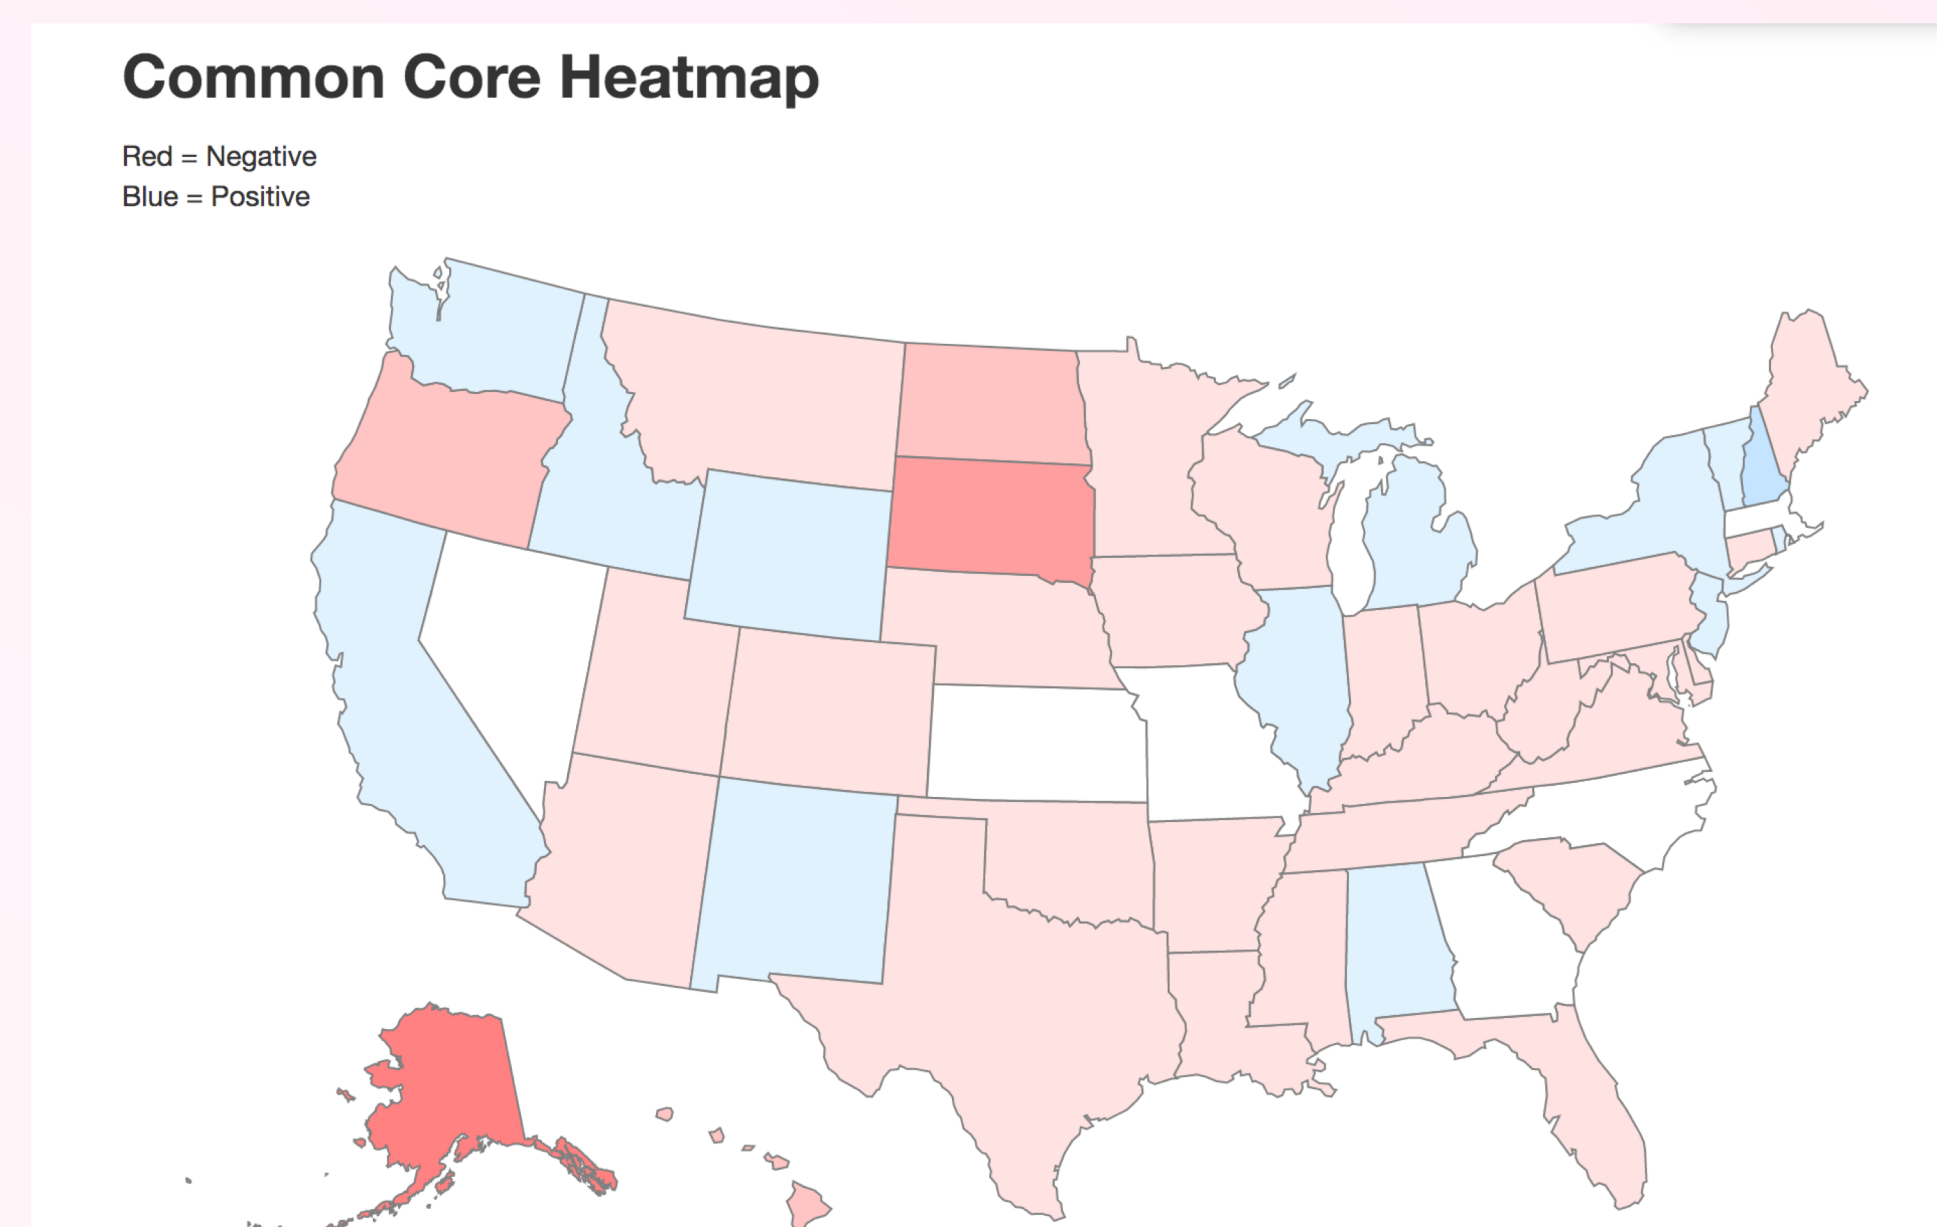 Common Core Heatmap
Red = Negative
Blue = Positive